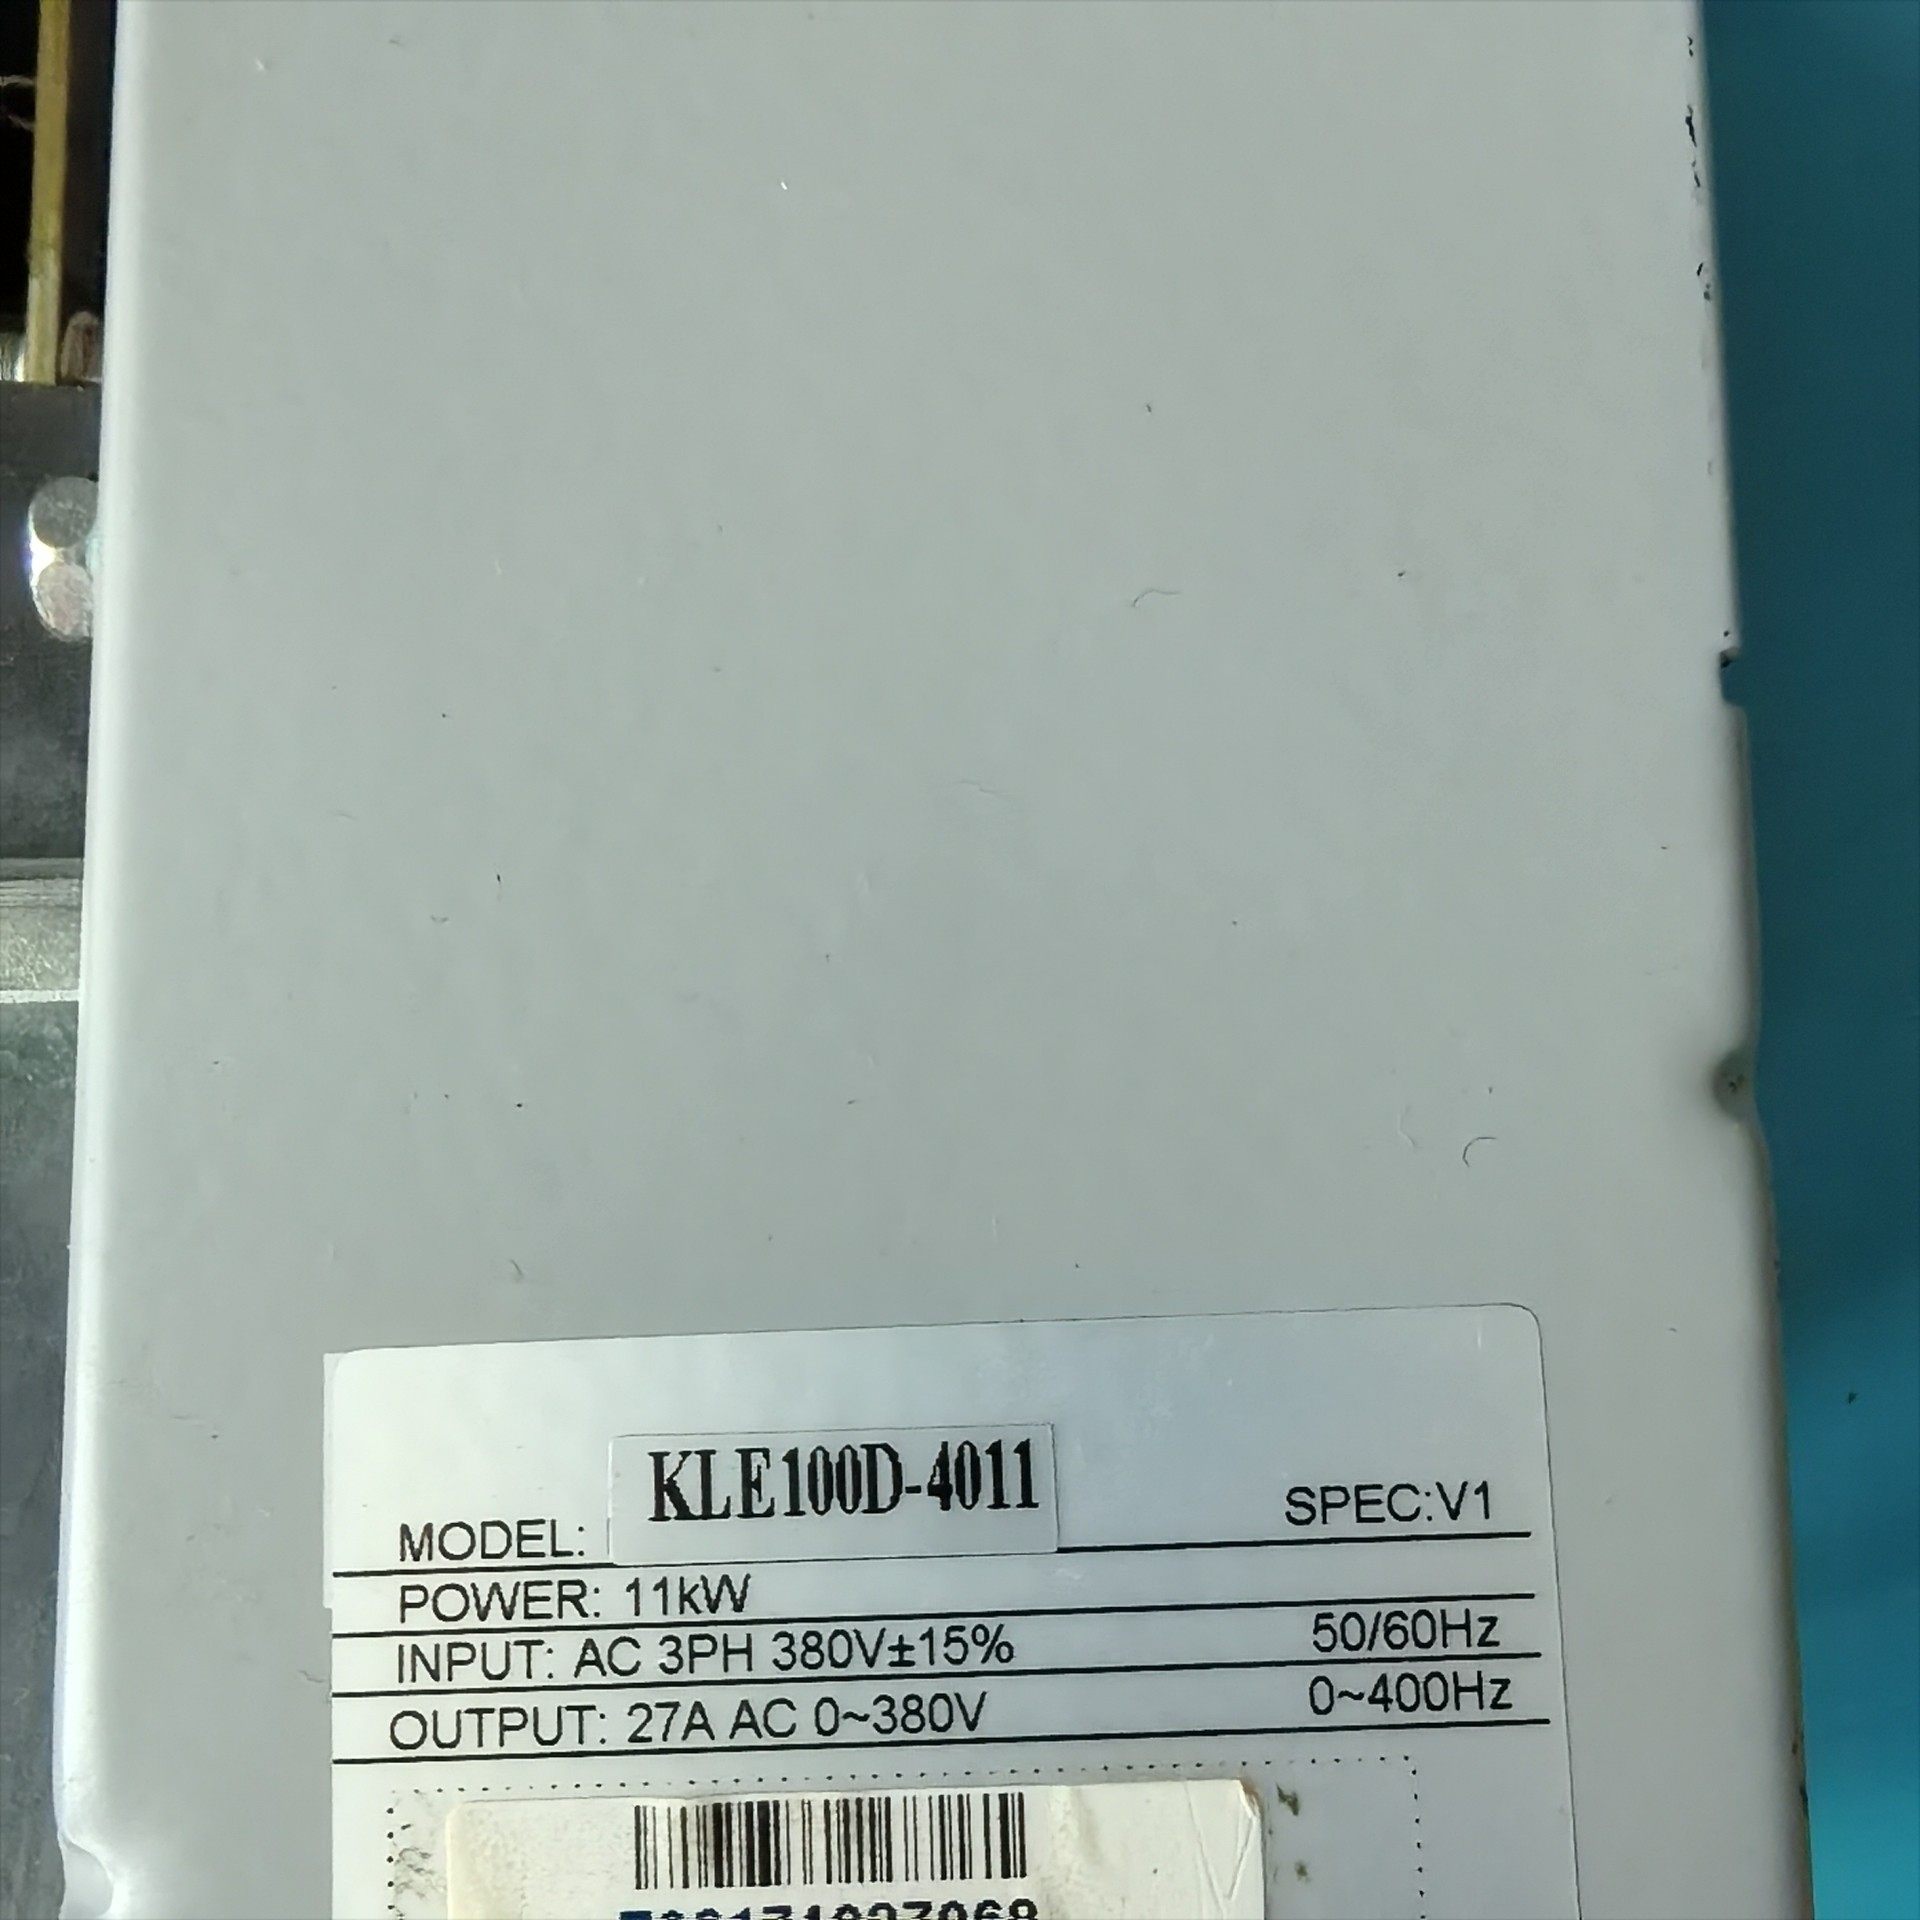 MODEL: KLE100D-4011 SPEC:V1
POWER: 11kW
INPUT: AC 3PH 380V±15% 50/60Hz
OUTPUT: 27A AC 0~380V 0~400Hz